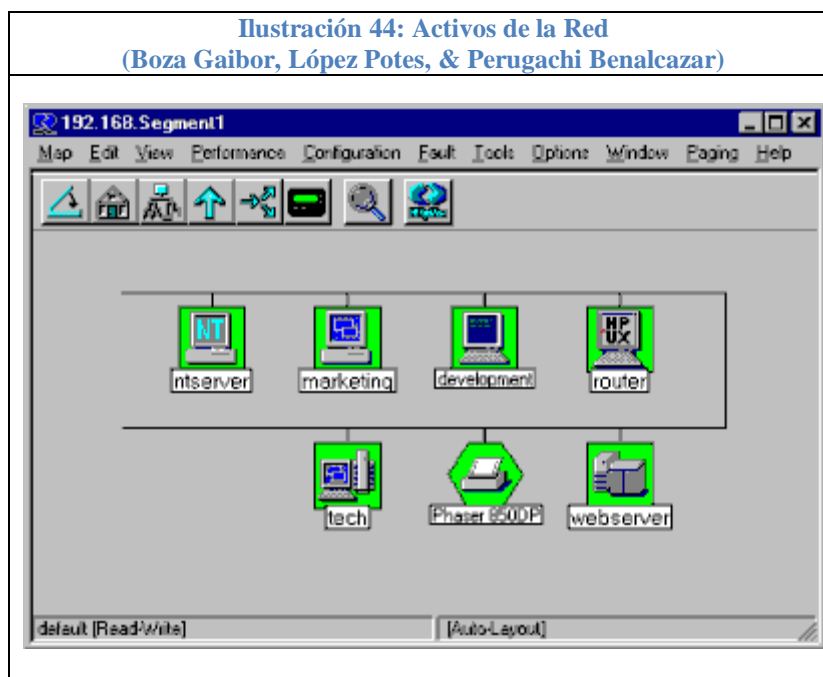 Ilustración 44: Activos de la Red
(Boza Gaibor, López Potes, & Perugachi Benalcazar)
192.168.Segment1
Map Edit View Performance Configuration Fault Tools Options Window Paging Help
NT
HP
UX
ntserver marketing development router
tech Phaser 850DP webserver
default [Read-Write] [Auto-Layout]